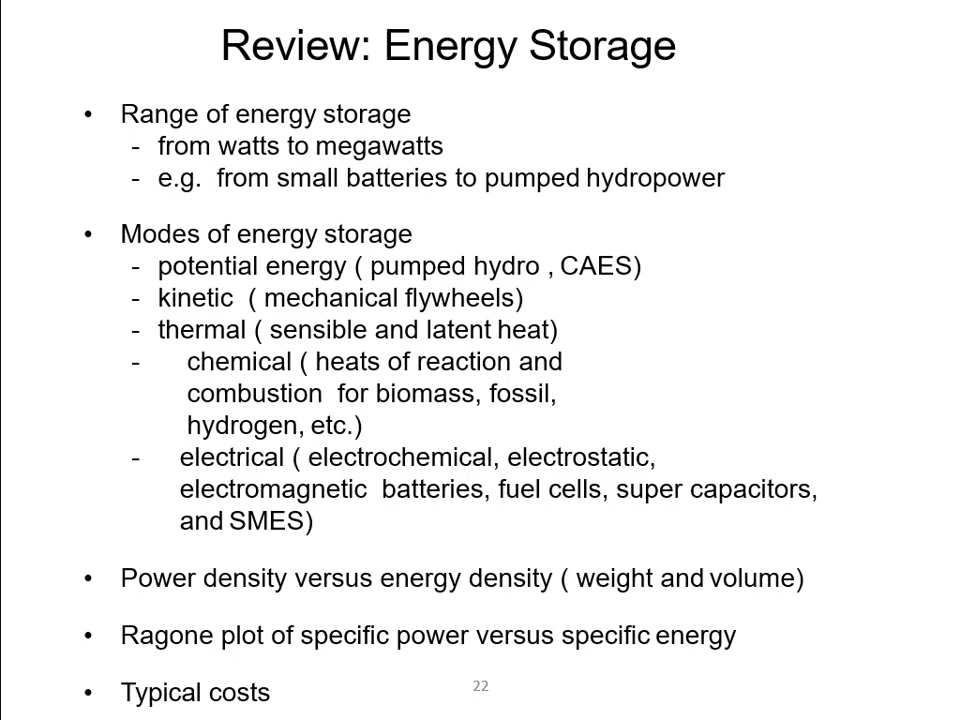 Review: Energy Storage
• Range of energy storage
- from watts to megawatts
- e.g. from small batteries to pumped hydropower
• Modes of energy storage
- potential energy ( pumped hydro , CAES)
- kinetic ( mechanical flywheels)
- thermal ( sensible and latent heat)
- chemical ( heats of reaction and
combustion for biomass, fossil,
hydrogen, etc.)
- electrical ( electrochemical, electrostatic,
electromagnetic batteries, fuel cells, super capacitors,
and SMES)
• Power density versus energy density ( weight and volume)
• Ragone plot of specific power versus specific energy
• Typical costs
22